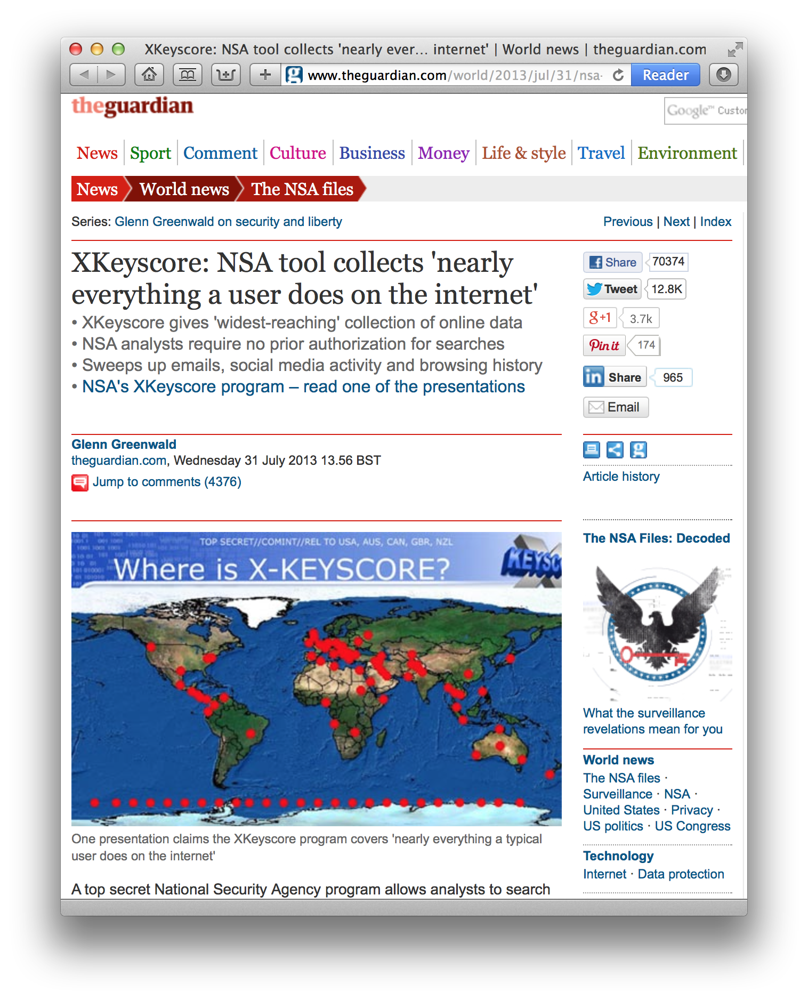 XKeyscore: NSA tool collects 'nearly ever... internet' | World news | theguardian.com
www.theguardian.com/world/2013/jul/31/nsa-
Reader
theguardian
Google™ Custom
News
Sport
Comment
Culture
Business
Money
Life & style
Travel
Environment
News
World news
The NSA files
Series: Glenn Greenwald on security and liberty
Previous | Next | Index
XKeyscore: NSA tool collects 'nearly
everything a user does on the internet'
• XKeyscore gives 'widest-reaching' collection of online data
• NSA analysts require no prior authorization for searches
• Sweeps up emails, social media activity and browsing history
• NSA's XKeyscore program – read one of the presentations
Share 70374
Tweet 12.8K
g+1 3.7k
Pin it 174
in Share 965
Email
Glenn Greenwald
theguardian.com, Wednesday 31 July 2013 13.56 BST
Jump to comments (4376)
Article history
TOP SECRET//COMINT//REL TO USA, AUS, CAN, GBR, NZL
Where is X-KEYSCORE?
X KEYSC
One presentation claims the XKeyscore program covers 'nearly everything a typical
user does on the internet'
A top secret National Security Agency program allows analysts to search
The NSA Files: Decoded
What the surveillance
revelations mean for you
World news
The NSA files ·
Surveillance · NSA ·
United States · Privacy ·
US politics · US Congress
Technology
Internet · Data protection